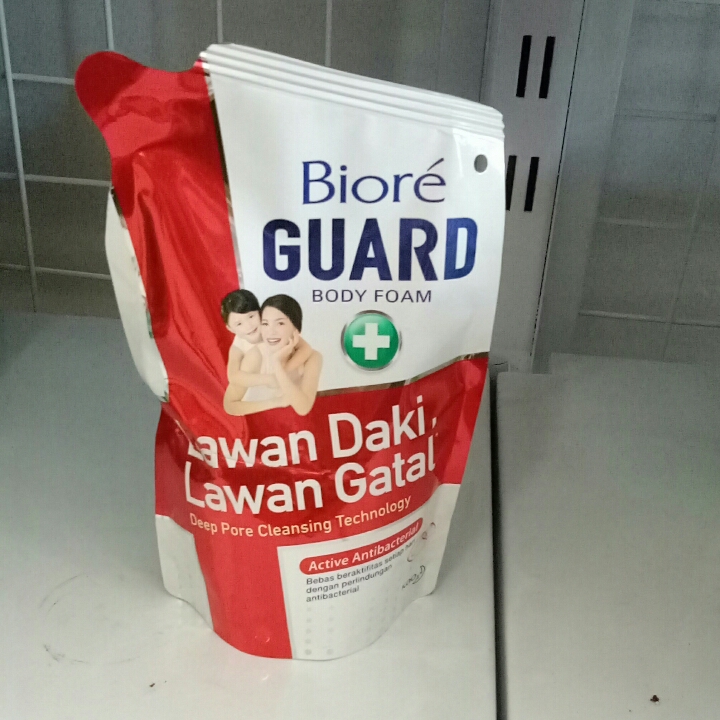 Bioré
GUARD
BODY FOAM
Lawan Daki,
Lawan Gatal
Deep Pore Cleansing Technology
Active Antibacterial
Bebas beraktifitas setiap
dengan perlindungan
antibacterial